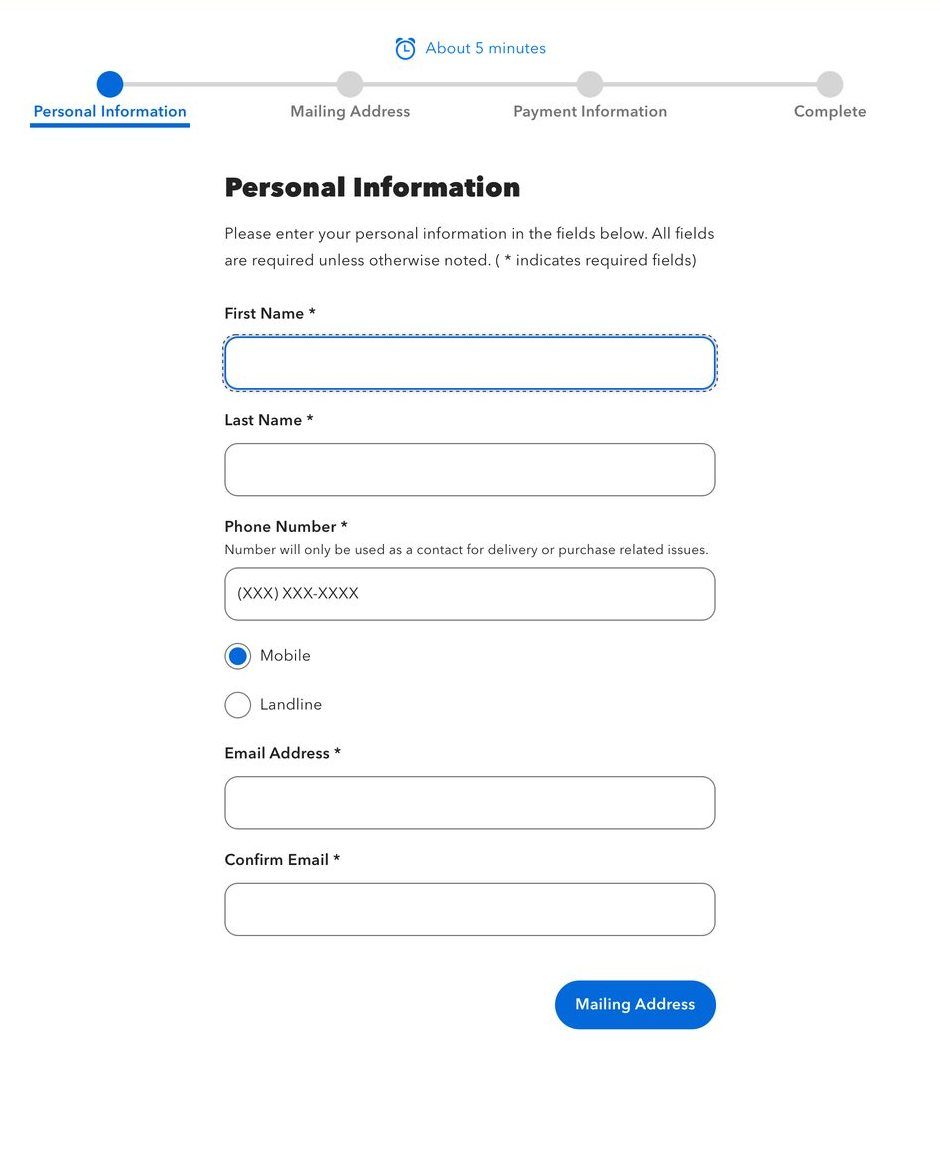 About 5 minutes
Personal Information
Mailing Address
Payment Information
Complete
Personal Information
Please enter your personal information in the fields below. All fields
are required unless otherwise noted. ( * indicates required fields)
First Name *
Last Name *
Phone Number *
Number will only be used as a contact for delivery or purchase related issues.
(XXX) XXX-XXXX
Mobile
Landline
Email Address *
Confirm Email *
Mailing Address